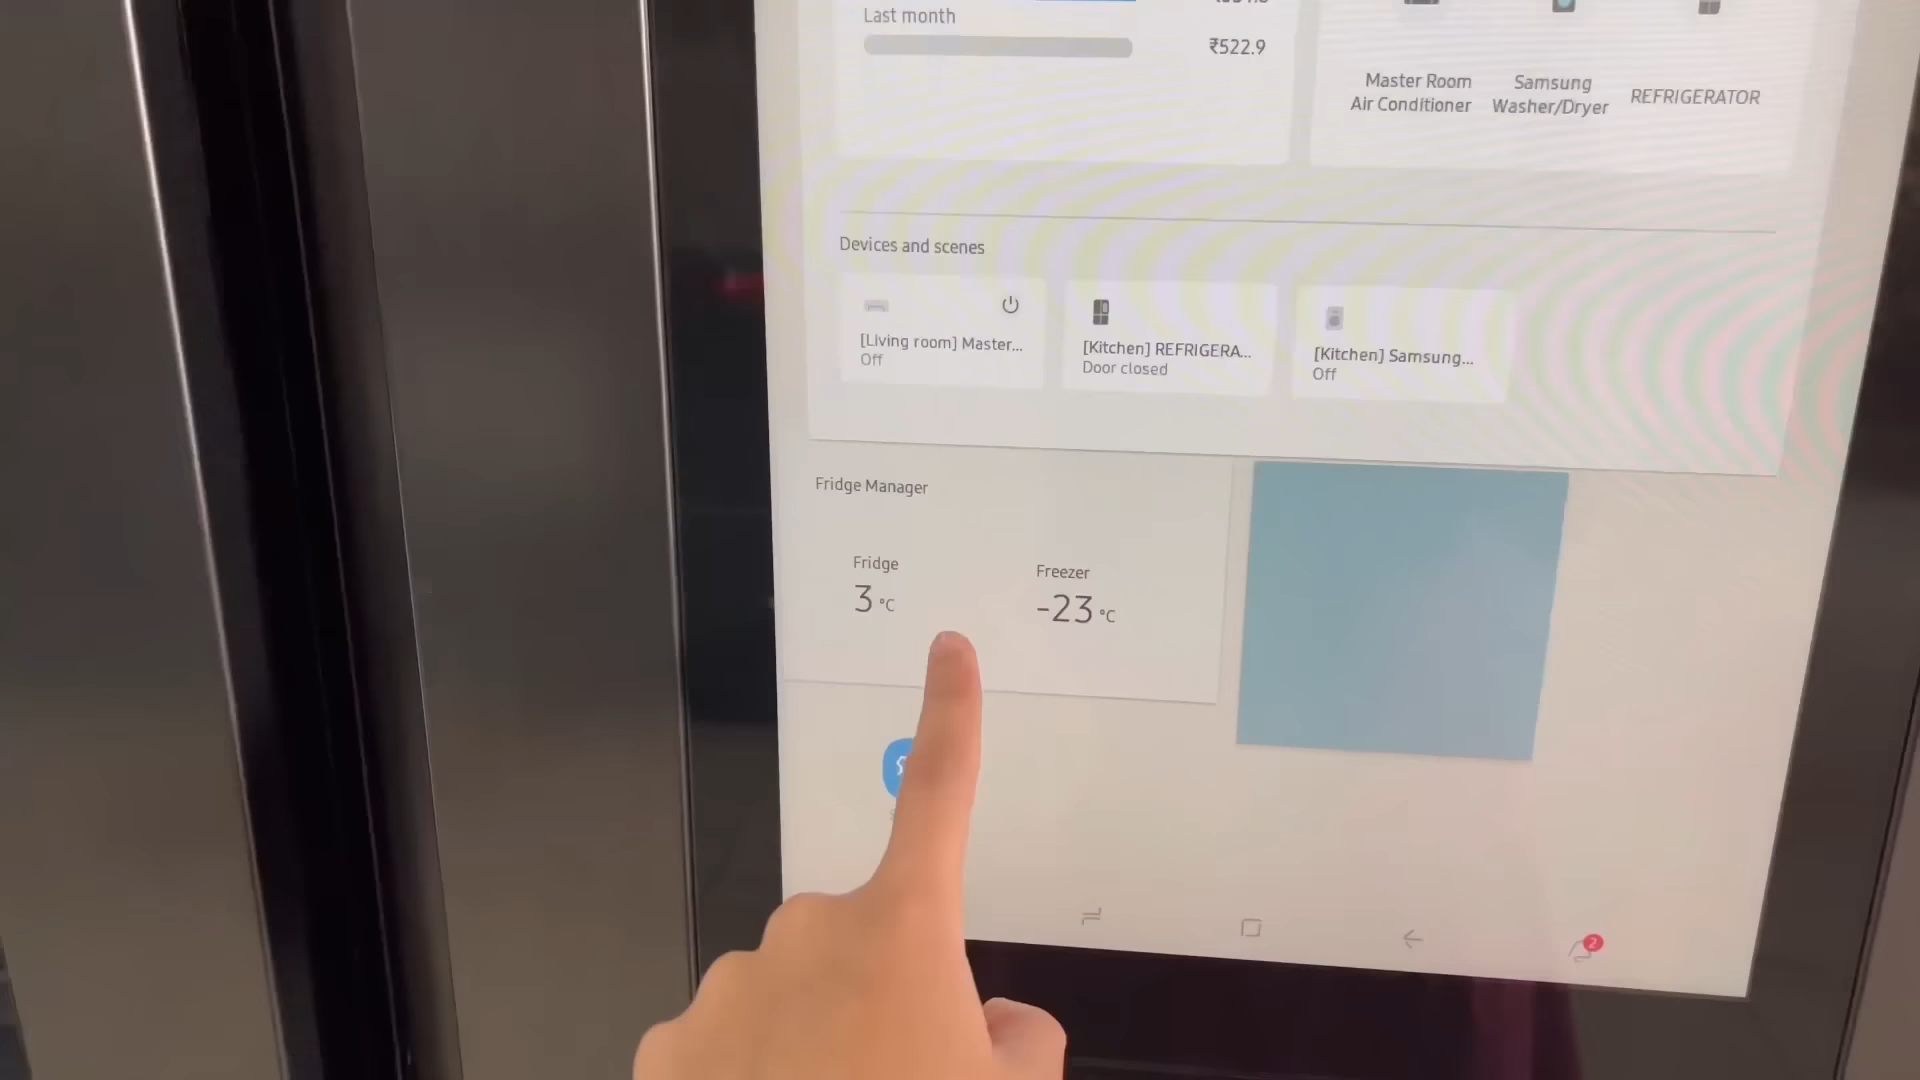 Last month
₹522.9
Master Room
Air Conditioner
Samsung
Washer/Dryer
REFRIGERATOR
Devices and scenes
[Living room] Master...
Off
[Kitchen] REFRIGERA...
Door closed
[Kitchen] Samsung...
Off
Fridge Manager
Fridge
3 °C
Freezer
-23 °C
2